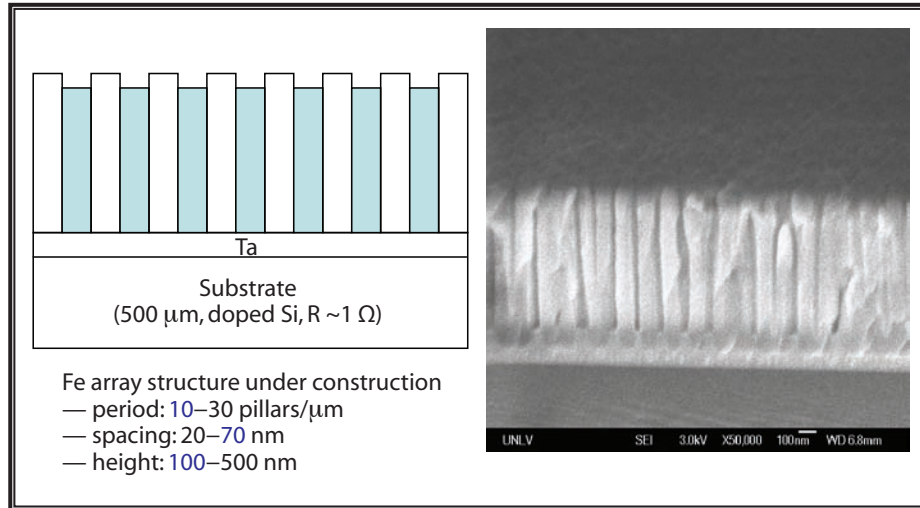 Ta
Substrate
(500 μm, doped Si, R ~1 Ω)
Fe array structure under construction
— period: 10–30 pillars/μm
— spacing: 20–70 nm
— height: 100–500 nm
UNLV SEI 3.0kV X50,000 100nm WD 6.8mm